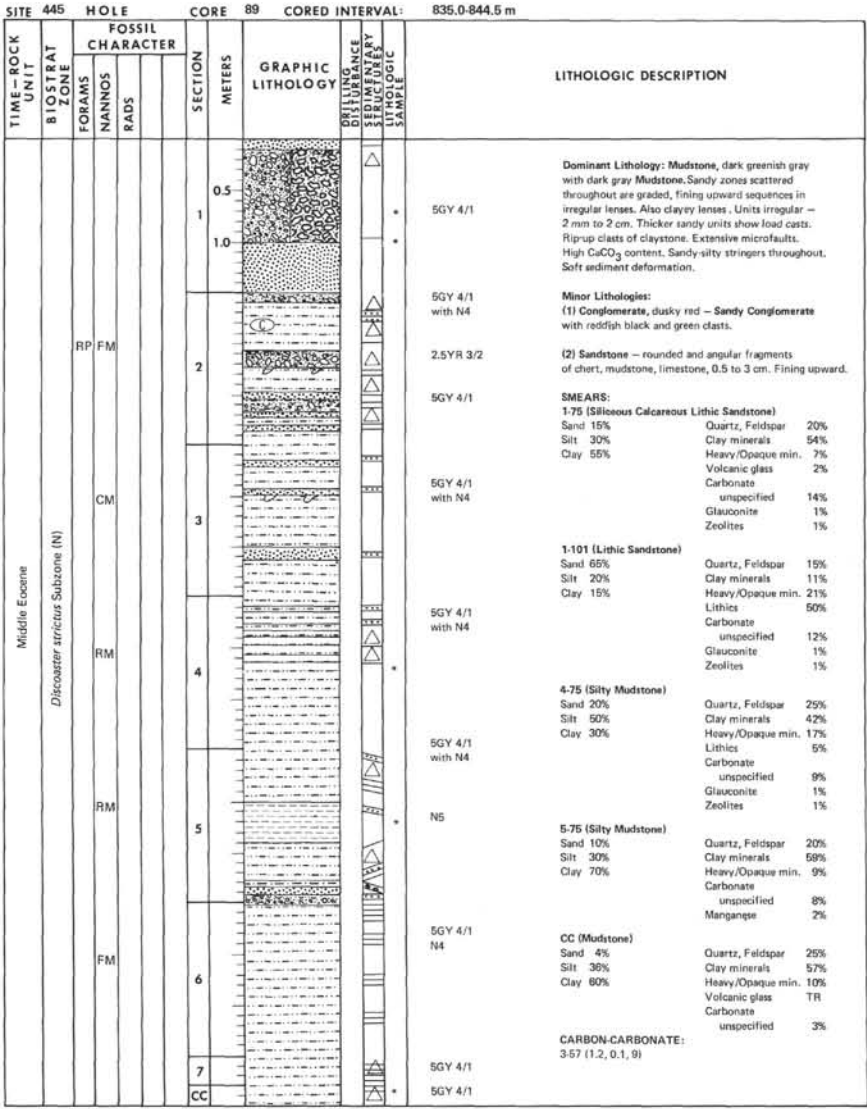 SITE 445 HOLE CORE 89 CORED INTERVAL: 835.0-844.5 m
TIME-ROCK UNIT
BIOSTRAT ZONE
FOSSIL CHARACTER
FORAMS
NANNOS
RADS
SECTION
METERS
GRAPHIC LITHOLOGY
DRILLING DISTURBANCE
SEDIMENTARY STRUCTURES
LITHOLOGIC SAMPLE
LITHOLOGIC DESCRIPTION
Middle Eocene
Discoaster strictus Subzone (N)
RP FM
FM
CM
RM
RM
FM
1
0.5
1.0
2
3
4
5
6
7
CC
C
*
*
*
*
*
5GY 4/1
5GY 4/1
with N4
2.5YR 3/2
5GY 4/1
5GY 4/1
with N4
5GY 4/1
with N4
5GY 4/1
with N4
N5
5GY 4/1
N4
5GY 4/1
5GY 4/1
Dominant Lithology: Mudstone, dark greenish gray
with dark gray Mudstone. Sandy zones scattered
throughout are graded, fining upward sequences in
irregular lenses. Also clayey lenses. Units irregular –
2 mm to 2 cm. Thicker sandy units show load casts.
Rip-up clasts of claystone. Extensive microfaults.
High CaCO3 content. Sandy-silty stringers throughout.
Soft sediment deformation.
Minor Lithologies:
(1) Conglomerate, dusky red – Sandy Conglomerate
with reddish black and green clasts.
(2) Sandstone – rounded and angular fragments
of chert, mudstone, limestone, 0.5 to 3 cm. Fining upward.
SMEARS:
1-75 (Siliceous Calcareous Lithic Sandstone)
Sand 15% Quartz, Feldspar 20%
Silt 30% Clay minerals 54%
Clay 55% Heavy/Opaque min. 7%
Volcanic glass 2%
Carbonate
unspecified 14%
Glauconite 1%
Zeolites 1%
1-101 (Lithic Sandstone)
Sand 65% Quartz, Feldspar 15%
Silt 20% Clay minerals 11%
Clay 15% Heavy/Opaque min. 21%
Lithics 50%
Carbonate
unspecified 12%
Glauconite 1%
Zeolites 1%
4-75 (Silty Mudstone)
Sand 20% Quartz, Feldspar 25%
Silt 50% Clay minerals 42%
Clay 30% Heavy/Opaque min. 17%
Lithics 5%
Carbonate
unspecified 9%
Glauconite 1%
Zeolites 1%
5-75 (Silty Mudstone)
Sand 10% Quartz, Feldspar 20%
Silt 30% Clay minerals 59%
Clay 70% Heavy/Opaque min. 9%
Carbonate
unspecified 8%
Manganese 2%
CC (Mudstone)
Sand 4% Quartz, Feldspar 25%
Silt 36% Clay minerals 57%
Clay 60% Heavy/Opaque min. 10%
Volcanic glass TR
Carbonate
unspecified 3%
CARBON-CARBONATE:
3-57 (1.2, 0.1, 9)